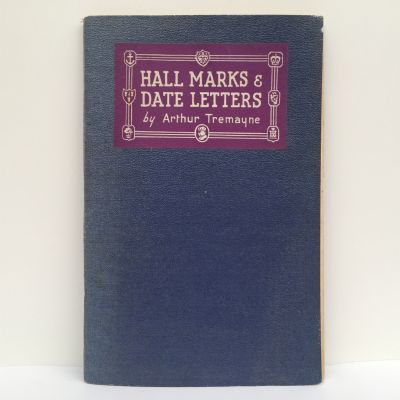 HALL MARKS &
DATE LETTERS
by Arthur Tremayne